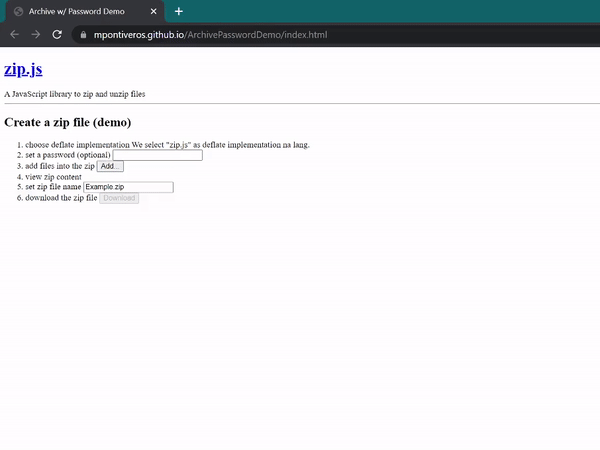 Archive w/ Password Demo
mpontiveros.github.io/ArchivePasswordDemo/index.html
zip.js
A JavaScript library to zip and unzip files
Create a zip file (demo)
1. choose deflate implementation We select "zip.js" as deflate implementation na lang.
2. set a password (optional)
3. add files into the zip Add...
4. view zip content
5. set zip file name Example.zip
6. download the zip file Download